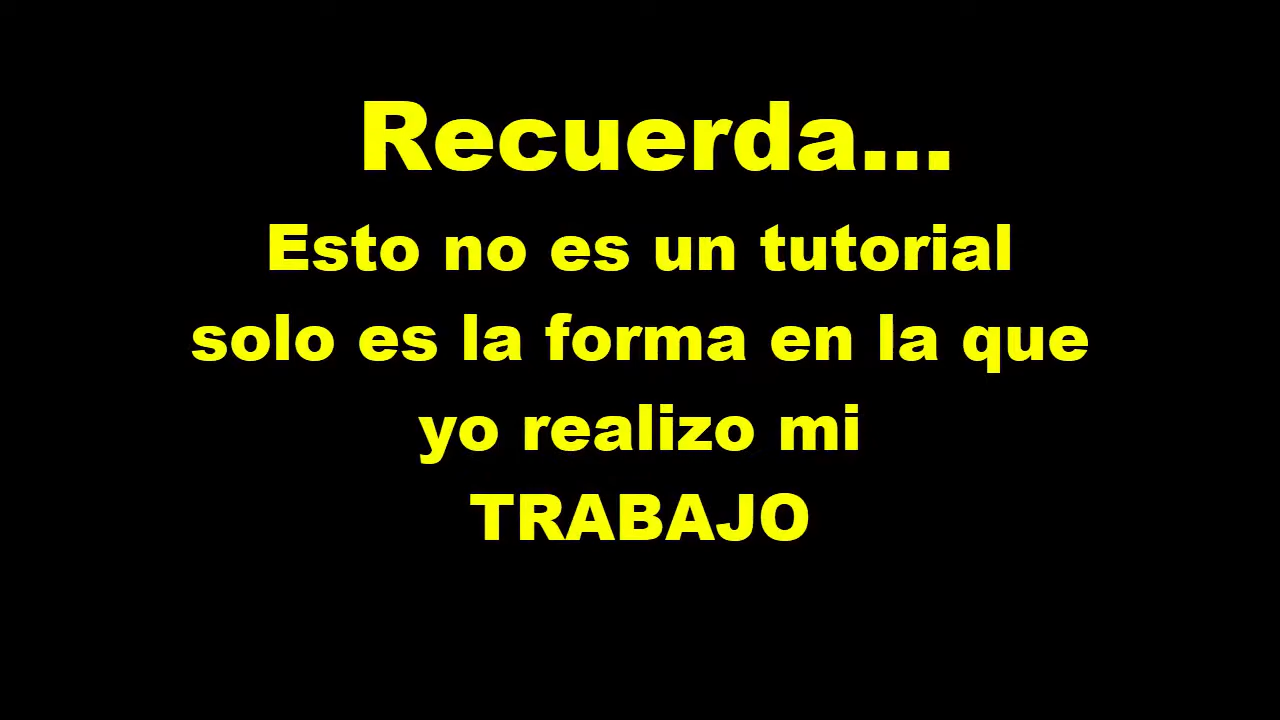 Recuerda...
Esto no es un tutorial
solo es la forma en la que
yo realizo mi
TRABAJO